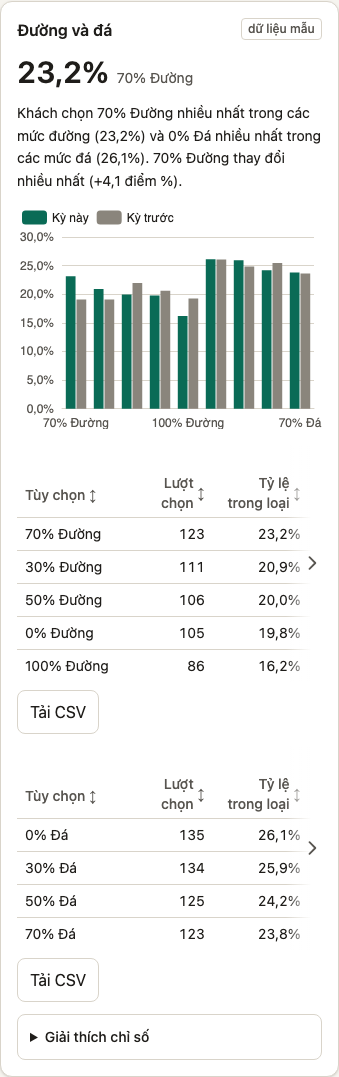 Đường và đá
dữ liệu mẫu
23,2% 70% Đường
Khách chọn 70% Đường nhiều nhất trong các
mức đường (23,2%) và 0% Đá nhiều nhất trong
các mức đá (26,1%). 70% Đường thay đổi
nhiều nhất (+4,1 điểm %).
Kỳ này Kỳ trước
30,0%
25,0%
20,0%
15,0%
10,0%
5,0%
0,0%
70% Đường 100% Đường 70% Đá
Tùy chọn Lượt chọn Tỷ lệ trong loại
70% Đường 123 23,2%
30% Đường 111 20,9%
50% Đường 106 20,0%
0% Đường 105 19,8%
100% Đường 86 16,2%
Tải CSV
Tùy chọn Lượt chọn Tỷ lệ trong loại
0% Đá 135 26,1%
30% Đá 134 25,9%
50% Đá 125 24,2%
70% Đá 123 23,8%
Tải CSV
Giải thích chỉ số